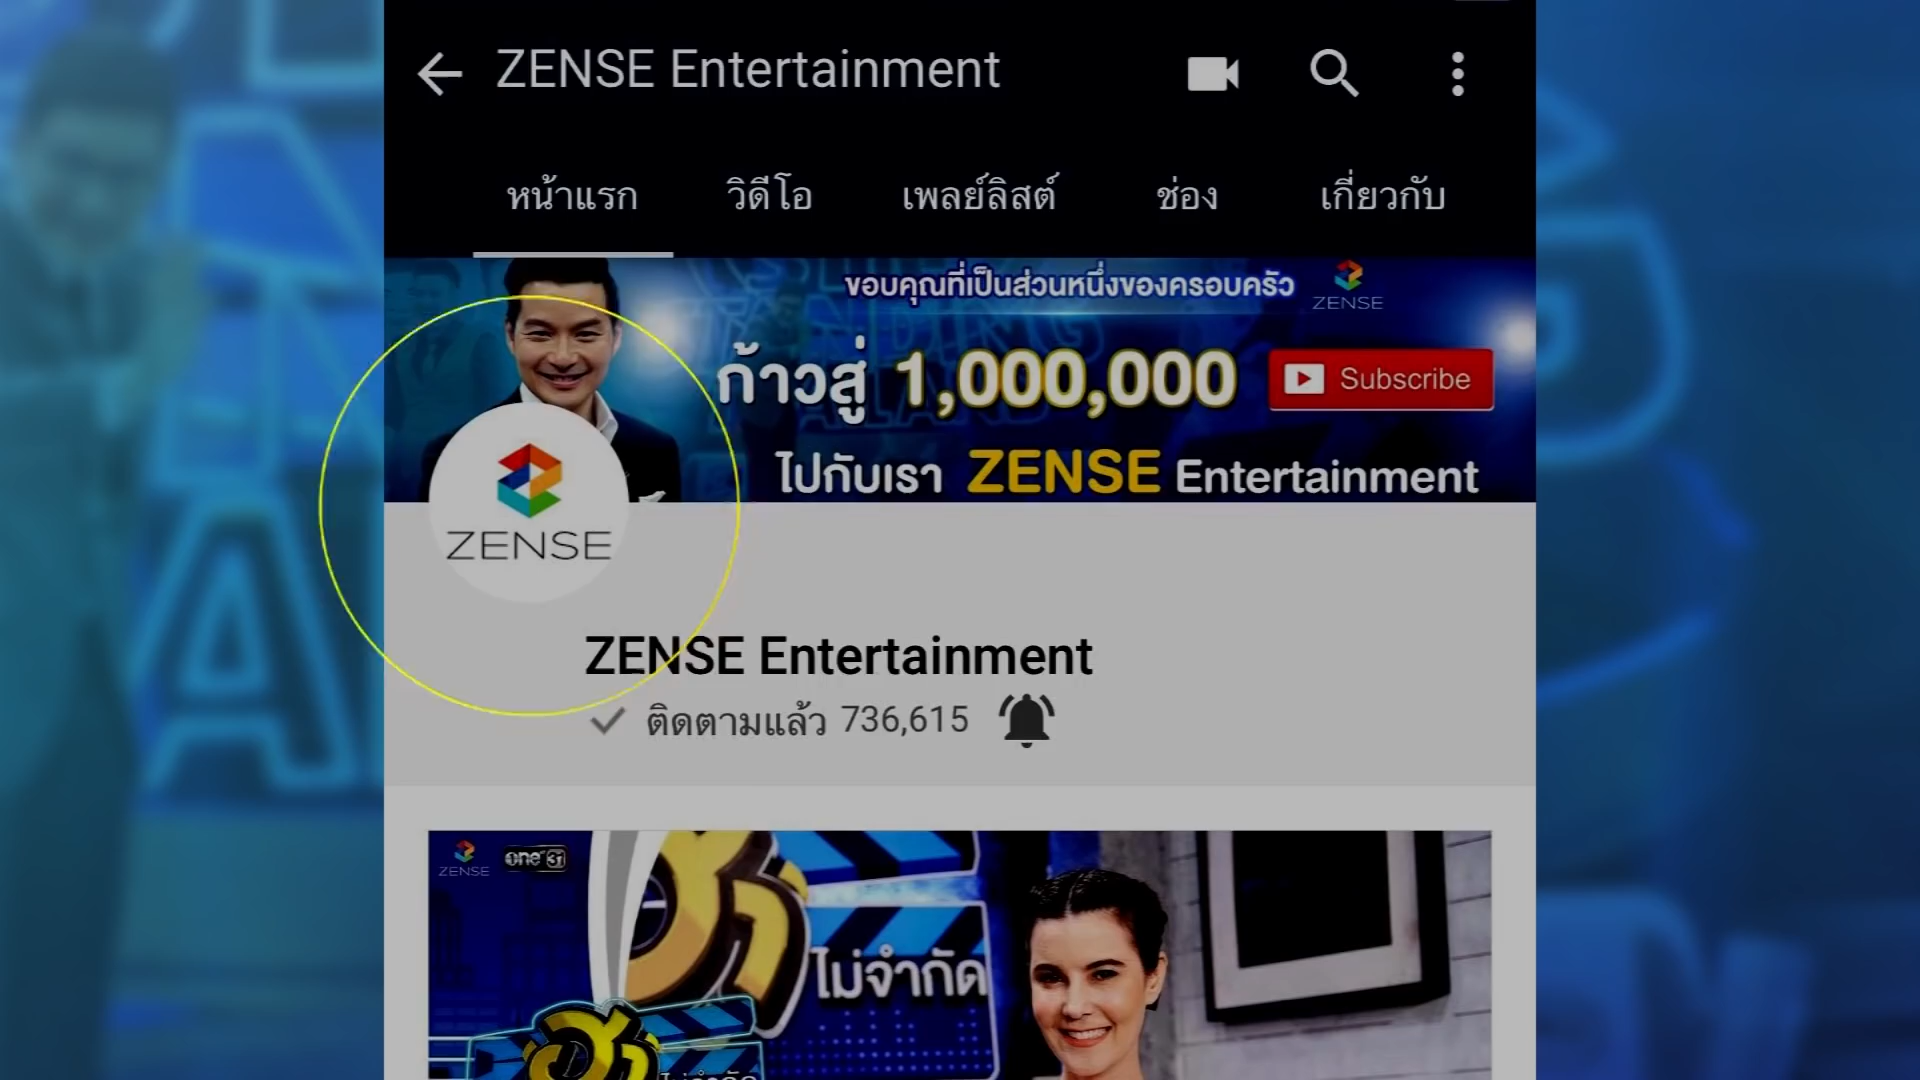 ZENSE Entertainment
หน้าแรก วิดีโอ เพลย์ลิสต์ ช่อง เกี่ยวกับ
ขอบคุณที่เป็นส่วนหนึ่งของครอบครัว ZENSE
ก้าวสู่ 1,000,000 Subscribe
ไปกับเรา ZENSE Entertainment
ZENSE
ZENSE Entertainment
ติดตามแล้ว 736,615
ZENSE one 31
ไม่จำกัด